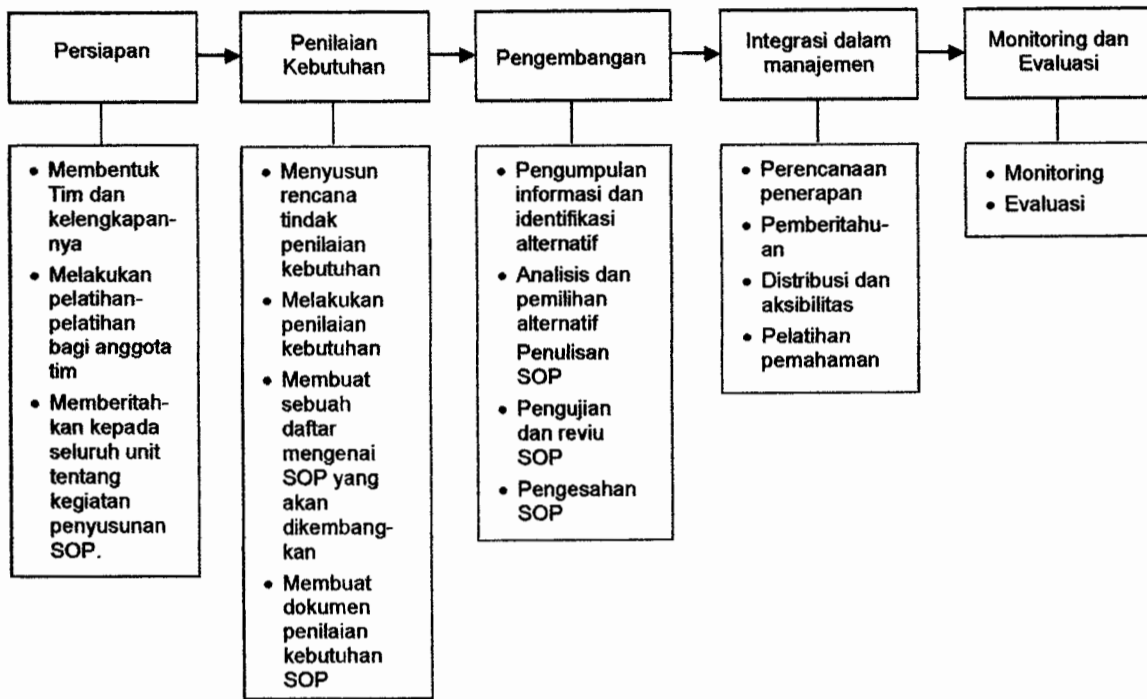 Persiapan
Penilaian
Kebutuhan
Pengembangan
Integrasi dalam
manajemen
Monitoring dan
Evaluasi
• Membentuk
Tim dan
kelengkapan-
nya
• Melakukan
pelatihan-
pelatihan
bagi anggota
tim
• Memberitah-
kan kepada
seluruh unit
tentang
kegiatan
penyusunan
SOP.
• Menyusun
rencana
tindak
penilaian
kebutuhan
• Melakukan
penilaian
kebutuhan
• Membuat
sebuah
daftar
mengenai
SOP yang
akan
dikembang-
kan
• Membuat
dokumen
penilaian
kebutuhan
SOP
• Pengumpulan
informasi dan
identifikasi
alternatif
• Analisis dan
pemilihan
alternatif
Penulisan
SOP
• Pengujian
dan reviu
SOP
• Pengesahan
SOP
• Perencanaan
penerapan
• Pemberitahu-
an
• Distribusi dan
aksibilitas
• Pelatihan
pemahaman
• Monitoring
• Evaluasi